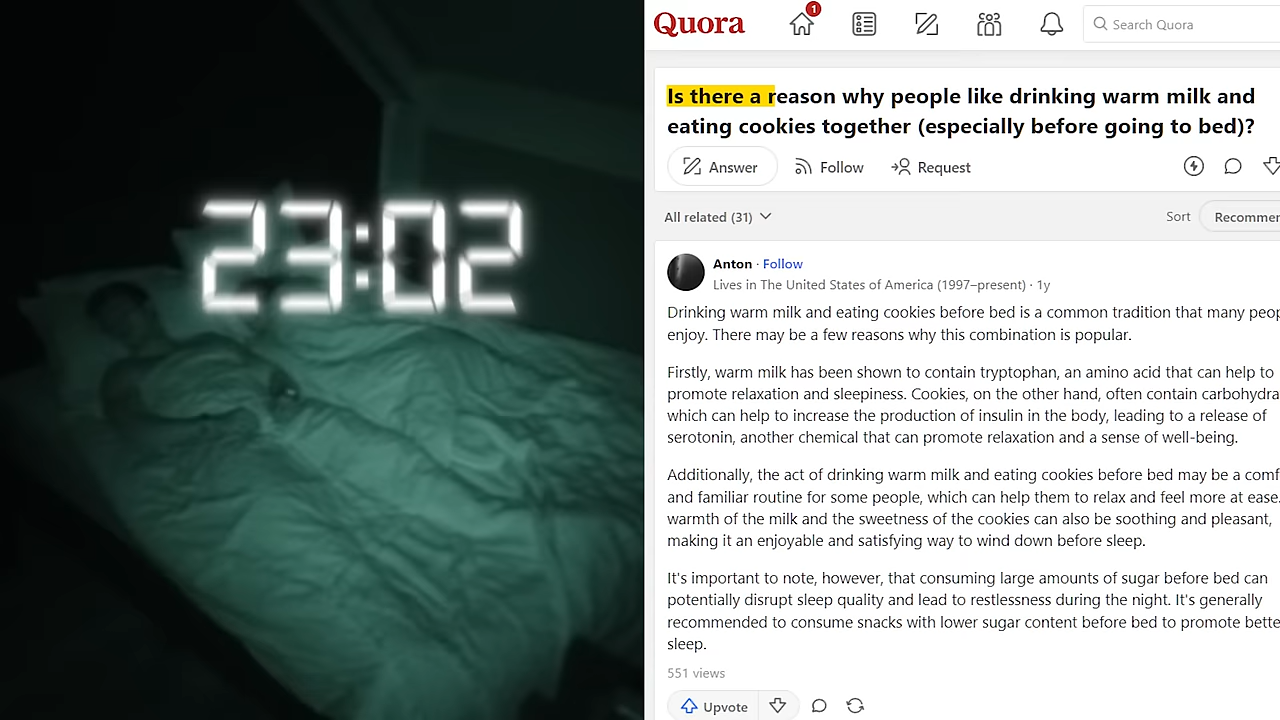 23:02
Quora
1
Search Quora
Is there a reason why people like drinking warm milk and
eating cookies together (especially before going to bed)?
Answer
Follow
Request
All related (31)
Sort
Anton · Follow
Lives in The United States of America (1997–present) · 1y
Drinking warm milk and eating cookies before bed is a common tradition that many
enjoy. There may be a few reasons why this combination is popular.
Firstly, warm milk has been shown to contain tryptophan, an amino acid that can help to
promote relaxation and sleepiness. Cookies, on the other hand, often contain
which can help to increase the production of insulin in the body, leading to a release of
serotonin, another chemical that can promote relaxation and a sense of well-being.
Additionally, the act of drinking warm milk and eating cookies before bed may be a
and familiar routine for some people, which can help them to relax and feel more at ease.
warmth of the milk and the sweetness of the cookies can also be soothing and pleasant,
making it an enjoyable and satisfying way to wind down before sleep.
It's important to note, however, that consuming large amounts of sugar before bed can
potentially disrupt sleep quality and lead to restlessness during the night. It's generally
recommended to consume snacks with lower sugar content before bed to promote
sleep.
551 views
Upvote